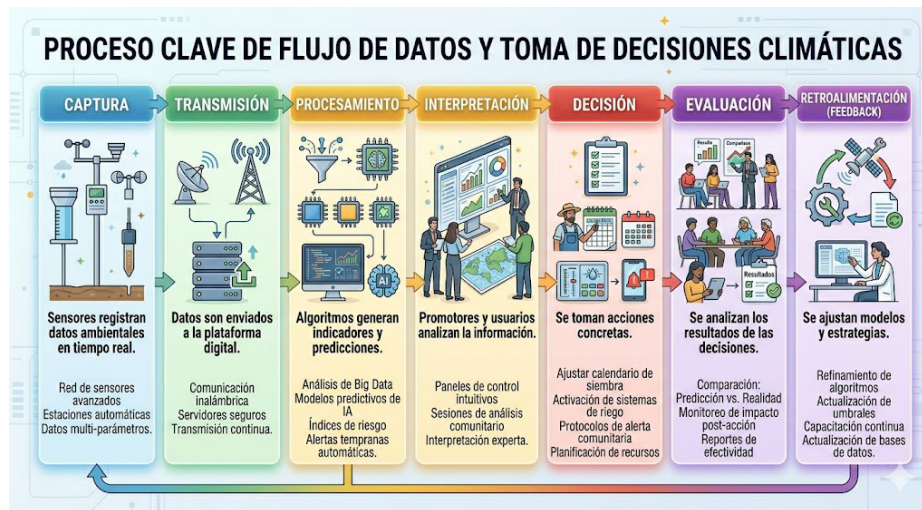 PROCESO CLAVE DE FLUJO DE DATOS Y TOMA DE DECISIONES CLIMÁTICAS
CAPTURA
Sensores registran
datos ambientales
en tiempo real.
Red de sensores
avanzados
Estaciones automáticas
Datos multi-parámetros.
TRANSMISIÓN
Datos son enviados
a la plataforma
digital.
Comunicación
inalámbrica
Servidores seguros
Transmisión continua.
PROCESAMIENTO
AI
Algoritmos generan
indicadores y
predicciones.
Análisis de Big Data
Modelos predictivos de
IA
Índices de riesgo
Alertas tempranas
automáticas.
INTERPRETACIÓN
Promotores y usuarios
analizan la información.
Paneles de control
intuitivos
Sesiones de análisis
comunitario
Interpretación experta.
DECISIÓN
Se toman acciones
concretas.
Ajustar calendario de
siembra
Activación de sistemas
de riego
Protocolos de alerta
comunitaria
Planificación de recursos
EVALUACIÓN
Resultados
Se analizan los
resultados de las
decisiones.
Comparación:
Predicción vs. Realidad
Monitoreo de impacto
post-acción
Reportes de
efectividad
RETROALIMENTACIÓN
(FEEDBACK)
Se ajustan modelos
y estrategias.
Refinamiento de
algoritmos
Actualización de
umbrales
Capacitación continua
Actualización de bases
de datos.